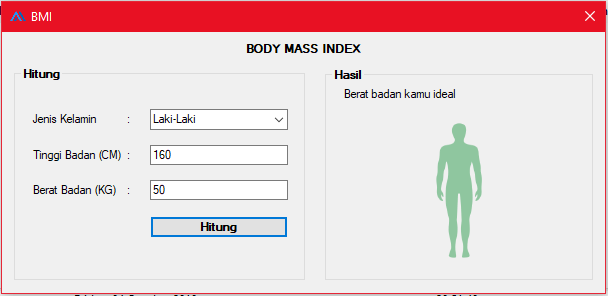 BMI
BODY MASS INDEX
Hitung
Jenis Kelamin : Laki-Laki
Tinggi Badan (CM) : 160
Berat Badan (KG) : 50
Hitung
Hasil
Berat badan kamu ideal